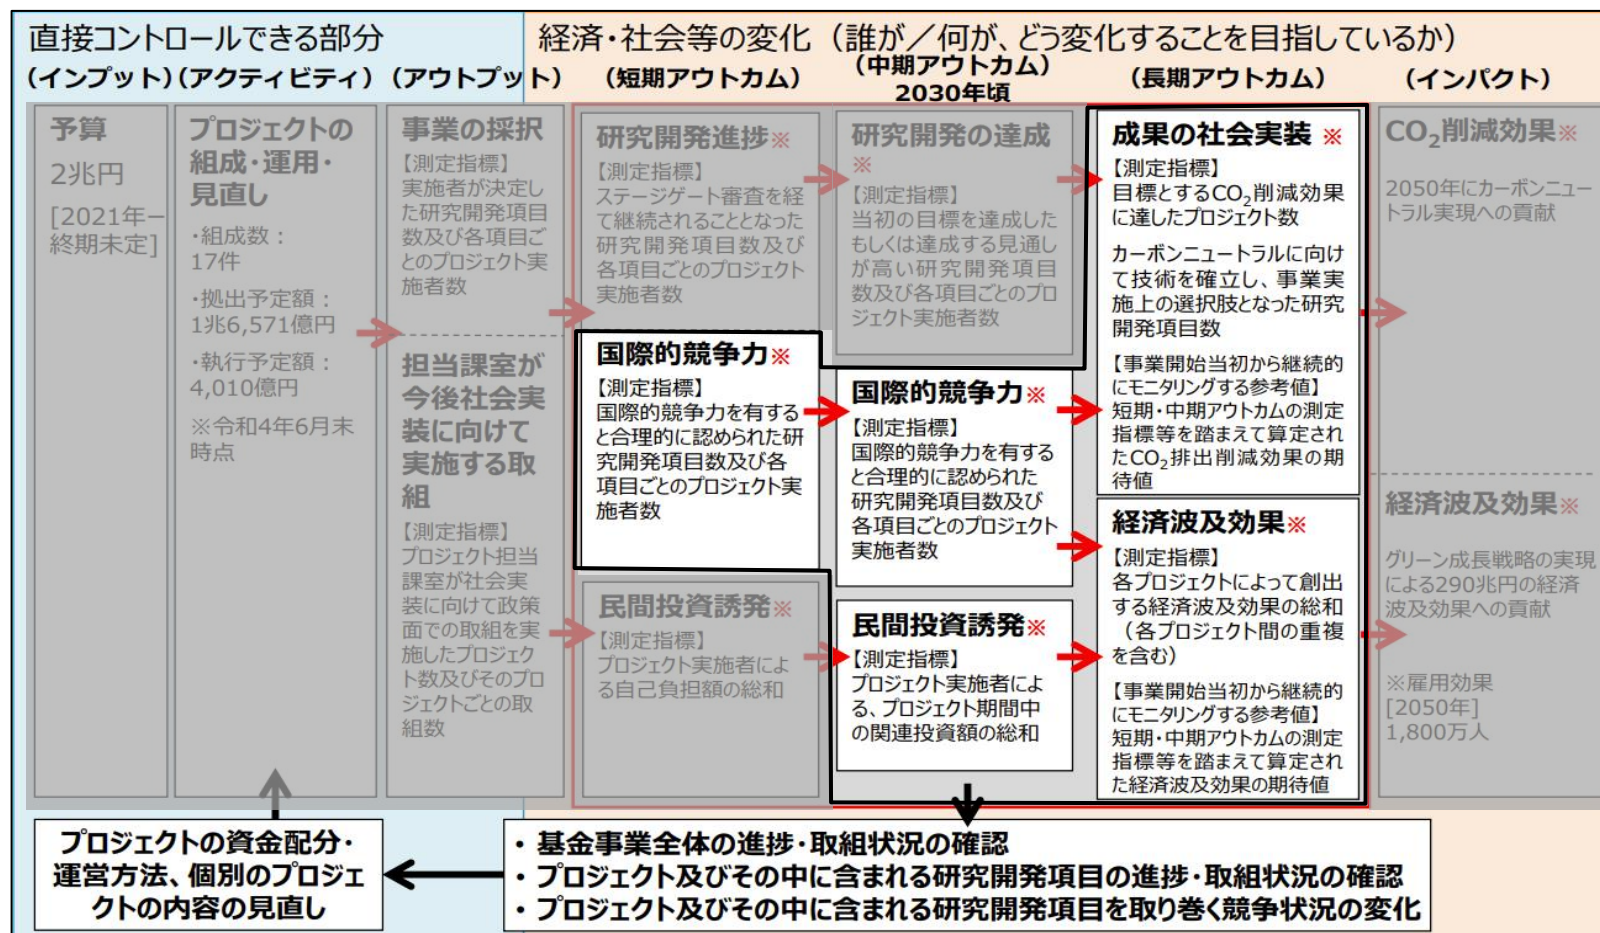 直接コントロールできる部分
経済・社会等の変化（誰が／何が、どう変化することを目指しているか）
（インプット）
（アクティビティ）
（アウトプット）
（短期アウトカム）
（中期アウトカム）
2030年頃
（長期アウトカム）
（インパクト）
予算
2兆円
[2021年－
終期未定]
プロジェクトの
組成・運用・
見直し
・組成数：
17件
・拠出予定額：
1兆6,571億円
・執行予定額：
4,010億円
※令和4年6月末
時点
事業の採択
【測定指標】
実施者が決定し
た研究開発項目
数及び各項目ご
とのプロジェクト実
施者数
担当課室が
今後社会実
装に向けて
実施する取
組
【測定指標】
プロジェクト担当
課室が社会実
装に向けて政策
面での取組を実
施したプロジェク
ト数及びそのプロ
ジェクトごとの取
組数
研究開発進捗※
【測定指標】
ステージゲート審査を経
て継続されることとなった
研究開発項目数及び
各項目ごとのプロジェクト
実施者数
国際的競争力※
【測定指標】
国際的競争力を有する
と合理的に認められた研
究開発項目数及び各
項目ごとのプロジェクト実
施者数
民間投資誘発※
【測定指標】
プロジェクト実施者によ
る自己負担額の総和
研究開発の達成
※
【測定指標】
当初の目標を達成した
もしくは達成する見通し
が高い研究開発項目
数及び各項目ごとのプロ
ジェクト実施者数
国際的競争力※
【測定指標】
国際的競争力を有する
と合理的に認められた
研究開発項目数及び
各項目ごとのプロジェクト
実施者数
民間投資誘発※
【測定指標】
プロジェクト実施者によ
る、プロジェクト期間中
の関連投資額の総和
成果の社会実装 ※
【測定指標】
目標とするCO₂削減効果
に達したプロジェクト数
カーボンニュートラルに向け
て技術を確立し、事業実
施上の選択肢となった研究
開発項目数
【事業開始当初から継続的
にモニタリングする参考値】
短期・中期アウトカムの測定
指標等を踏まえて算定され
たCO₂排出削減効果の期
待値
経済波及効果※
【測定指標】
各プロジェクトによって創出
する経済波及効果の総和
（各プロジェクト間の重複
を含む）
【事業開始当初から継続的
にモニタリングする参考値】
短期・中期アウトカムの測定
指標等を踏まえて算定され
た経済波及効果の期待値
CO₂削減効果※
2050年にカーボンニュー
トラル実現への貢献
経済波及効果※
グリーン成長戦略の実現
による290兆円の経済
波及効果への貢献
※雇用効果
[2050年]
1,800万人
プロジェクトの資金配分・
運営方法、個別のプロジェ
クトの内容の見直し
・ 基金事業全体の進捗・取組状況の確認
・ プロジェクト及びその中に含まれる研究開発項目の進捗・取組状況の確認
・ プロジェクト及びその中に含まれる研究開発項目を取り巻く競争状況の変化